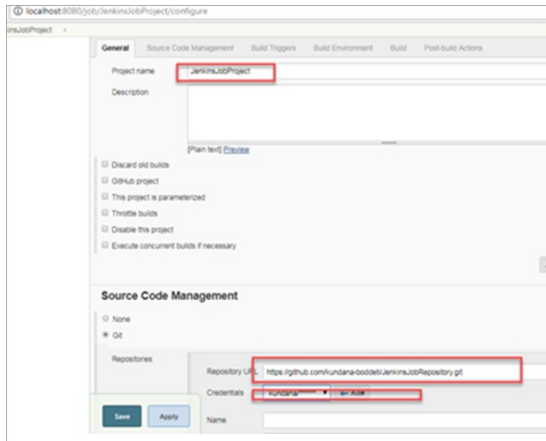 localhost:8080/job/JenkinsJobProject/configure
insJobProject
General Source Code Management Build Triggers Build Environment Build Post-build Actions
Project name JenkinsJobProject
Description
[Plain text] Preview
Discard old builds
GitHub project
This project is parameterized
Throttle builds
Disable this project
Execute concurrent builds if necessary
Source Code Management
None
Git
Repositories
Repository URL https://github.com/kundana-boddeti/JenkinsJobRepository.git
Credentials kundana/****** Add
Name
Save Apply